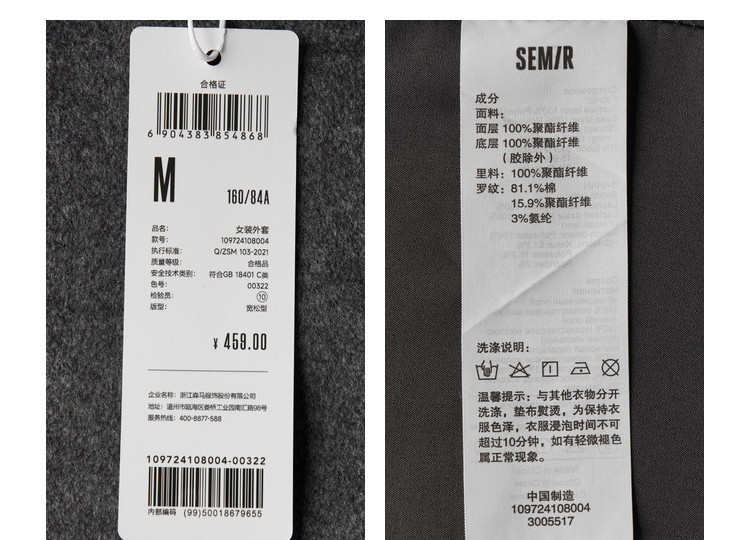 合格证
6 904383 854868
M
160/84A
品名: 女装外套
款号: 109724108004
执行标准: Q/ZSM 103-2021
质量等级: 合格品
安全技术类别: 符合GB 18401 C类
色号: 00322
检验员: 10
版型: 宽松型
¥ 459.00
企业名称: 浙江森马服饰股份有限公司
地址: 温州市瓯海区娄桥工业园南汇路98号
服务热线: 400-8877-588
109724108004-00322
内部编码 (99)50018679655
SEMIR
成分
面料:
面层 100%聚酯纤维
底层 100%聚酯纤维
(胶除外)
里料: 100%聚酯纤维
罗纹: 81.1%棉
15.9%聚酯纤维
3%氨纶
洗涤说明:
温馨提示: 与其他衣物分开
洗涤, 垫布熨烫, 为保持衣
服色泽, 衣服浸泡时间不可
超过10分钟, 如有轻微褪色
属正常现象。
中国制造
109724108004
3005517